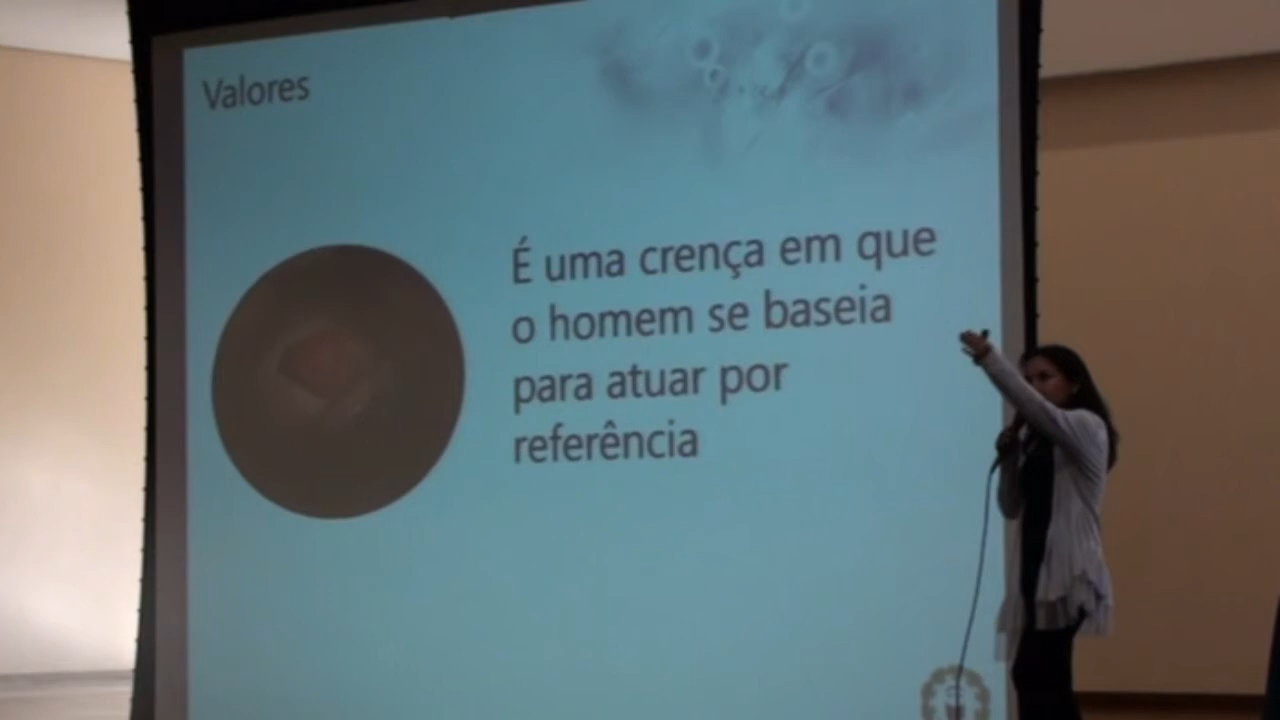 Valores
É uma crença em que
o homem se baseia
para atuar por
referência